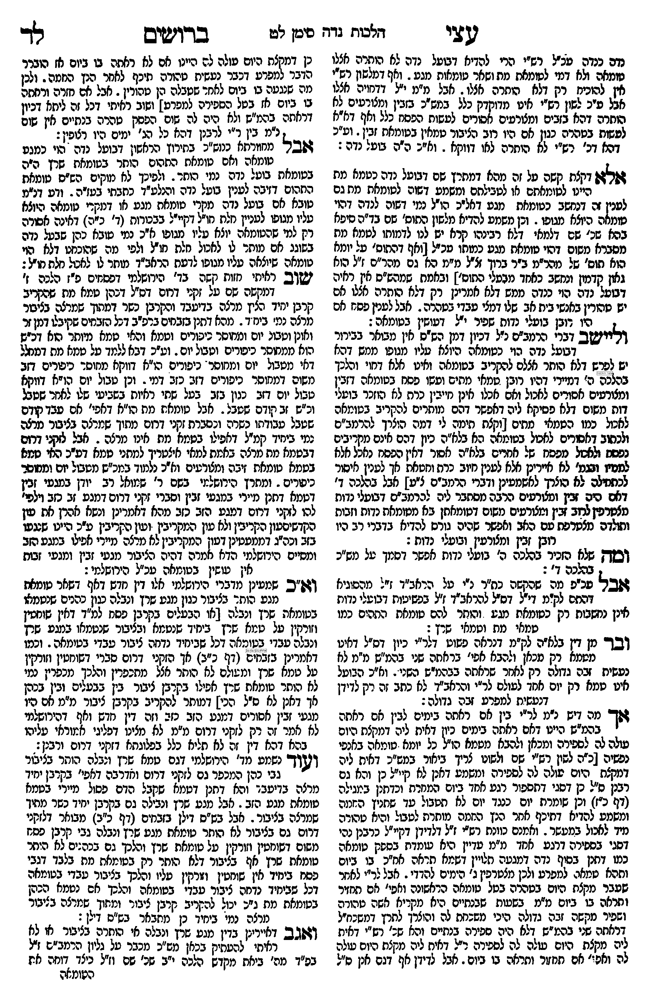 עצי הלכות נדה סימן לט ברושים לד
נדה כנדה עכ"ל רש"י הרי להדיא דבועל נדה לא הותרה אצלו
טומאה ולא דמי לטומאת מת ושאר טומאות מגע. ואף דמלשון רש"י
אין להוכיח רק דלא הותרה אצלו. אבל מ"מ י"ל דדחויה אצלו
אבל ע"כ לשון רש"י אינו מדוקדק כלל במש"כ בזבין ומצורעים לא
הותרה דהא בזבים ומצורעים אסורים לעשות הפסח כלל ואף דא"א
לעשות בטהרה כגון אם היו רוב הציבור טמאין בטומאת זבין. וע"כ
דהא דכ' רש"י לא הותרה לאו דווקא. וא"כ ה"ה בועל נדה:
אלא דקצת קשה על זה מהא דמתרץ שם דבועל נדה כטמא מת
היינו לטומאתם או לטבילתם ומשמע דשוה לטומאת מת גם
לענין זה דנחשב כטומאת מגע דאל"כ הו"ל נמי דשוה לנדה דהוי
טומאה היוצא מגופו. וכן משמע להדיא מלשון התוס' שם בד"ה סיפא
בהא שכ' שם דלמאי דלא רבינהו קרא יש לנו לדמותו לטמא מת
מסברא משום דהוי טומאת מגע כמותו עכ"ל [ואף דהתוס' על יומא
הוא תוס' של מהר"מ ב"ר ברוך זצ"ל מ"מ הא גם מהר"ם ז"ל הוא
גאון קדמון ונחשב כאחד מבעלי התוס'] ובאמת שמהש"ס אין ראיה
דבועל נדה הוי כנדה ממש דלא אמרינן רק דלא הותרה אצלו אם
יש טהורין באנשי בית אב שלו דמצי עבדי בטהרה. אבל לענין פסח אם
היו רובן בועלי נדות שפיר י"ל דעושין בטומאה:
וליישב דברי הרמב"ם נ"ל דכיון דמן הש"ס אין מבואר בבירור
דבועל נדה הוי כטומאה היוצא עליו מגופו ממש דהא
יש לפרש דלא הותר אצלם להקריב בטומאה ואינו אלא דחוי והלכך
בהלכה ה' דמיירי דהיו רובן טמאי מתים ועשו פסח בטומאה דזבין
ומצורעים אסורים לאכול ואם אכלו אינן חייבין כרת לא הוזכר בועלי
דות משום דלא פסיקא ליה דאפשר דהם מותרים להקריב בטומאה
לאכול כמו הטמאי מתים [וקצת תימה לי דמה הוצרך להרמב"ם
ולכתוב דאסורים לאכול בטומאה הא בלא"ה כיון דהם אינם מקריבים
נפסח ולאכול מפסח של אחרים בלא"ה אסור דאין הפסח נאכל אלא
למטיו ובגמ' לא איירינן אלא לענין חיוב כרת וחטאת אך לענין איסור
לכתחילה לא הוצרך לאשמעינן ודברי הרמב"ם צ"ע] אבל בהלכה ד'
דאם היה זבין ומצורעים הרבה מסתבר ליה להרמב"ם דבועלי נדות
מצטרפין לרוב זבין ומצורעים משום דטומאתן בא מטומאת נדות וזבות
ותולדה מצטרפת עם האב ואפשר שהיה גורס להדיא בדברי רב היו
רובן זבין ומצורעין ובועלי נדות:
ומה שלא הזכיר בהלכה ה' בועלי נדות אפשר דסמך על מש"כ
בהלכה ד':
אבל עכ"פ מה שהקשה כת"ר נ"י על הראב"ד ז"ל מהסוגיא
דהתם לק"מ די"ל דס"ל להראב"ד ז"ל בפשיטות דבועלי נדות
אינן נחשבות רק כטומאת מגע והותר להם טומאת התהום כמו
טמאי מת וטמאי שרץ:
ובר מן דין בלא"ה לק"מ דנראה פשוט דלר"י כיון דס"ל דאינו
מטמא רק מכאן ולהבא אפי' בראתה שני בהמ"ש מ"מ לא
נעשית זבה גדולה רק לאחר שראתה בבהמ"ש השני. וא"כ הבועל
אינו טמא רק יום אחד לעולם לר"י והראב"ד לא כתב זה רק לדידן
דנעשית למפרע זבה גדולה:
אך מה דיש נ"מ לר"י בין אם ראתה בימים לבין אם ראתה
בהמ"ש היינו דאם ראתה בימים כיון דאית ליה דמקצת היום
עולה לה לספירה ומכאן ולהבא מטמא הו"ל כל יומא טומאה באנפי
נפשיה [כ"ה לשון רש"י שם ולשונו צריך ביאור במש"כ דאית ליה
דמקצת היום עולה לה לספירה ומשמע דאנן לא קיי"ל כן והא גם
רבנן ס"ל כן דסגי דתספור רגע אחד ביום המחרת וכדתנן במגילה
(דף כ"ז) וכן שומרת יום כנגד יום לא תטבול עד שתנץ החמה
ומשמע להדיא דתיכף אחר הנץ החמה מותרת לטבול והיא טהורה
מיד לאכול במעשר. ואמנם כוונת רש"י ז"ל דלדידן דקיי"ל כרבנן נהי
דסגי בספירה דרגע אחד מ"מ עדיין היא עומדת בספק טומאה
כמו דתנן בסוף נדה דמגעה תלויין דשמא תראה אח"כ בו ביום
ותהא טמאה למפרע ולכן מצטרפין ג' הימים להדדי. אבל לר"י לאחר
שעבר מקצת היום בטהרה בטל טומאה הראשונה ואפי' אם תחזיר
ותראה בו ביום מ"מ בשעות שבנתיים היא מקריא אשה טהורה
ושפיר מקשה זבה גדולה היכי משכחת לה והוצרך לתרץ דמשכח"ל
דראתה שני בהמ"ש דלא היה ספירה בנתיים והא שכ' רש"י דאית
ליה מקצת היום עולה לה לספירה ר"ל דאית ליה מקצת היום עולה
לה ואפי' אם תחזור ותראה בו ביום. אבל לדידן אף דגם אנן ס"ל
כן דמקצת היום עולה לה היינו אם לא ראתה בו ביום אז הוברר
הדבר למפרע דכבר נעשית טהורה תיכף לאחר הנץ החמה. ולכן
מה שנגעה בו ביום לאחר שטבלה הן טהורין. אבל אם חזרה וראתה
בו ביום אז בטל הספירה למפרע] ושוב ראיתי דכל זה ליתא דכיון
דראתה בהמ"ש ולא היה לה שום הפסק טהרה בנתיים אין שום
נ"מ בין ר"י לרבנן דהא כל הג' ימים היו רצופין:
אבל מחוורתא כמש"כ בתירוץ הראשון דבועל נדה הוי כמגע
טומאה ואם טומאת התהום הותר בטומאת שרץ ה"ה
בטומאת בועל נדה נמי הותר. ולפיכך לא מוקים הש"ס טומאת
התהום דזיבה לענין בועל נדה והגלע"ד כתבתי בעז"ה. ודע דנ"מ
טובא אם בועל נדה מקרי טומאת מגע או דמקרי טומאה היוצא
עליו מגופו לעניין חלת חו"ל דקיי"ל בבכורות (ד' כ"ה) דאינה אסורה
רק למי שהטומאה יוצא עליו מגופו א"כ נמי טובא כהן שבעל נדה
בשוגג אם מותר לו לאכול חלת חו"ל ולפי מה שהוכחנו דלא הוי
טומאה שיוצאה עליו מגופו לדעת הראב"ד מותר לו לאכול חלת חו"ל:
שוב ראיתי חזות קשה בד' הירושלמי דפסחים פ"ז הלכה ז'
דמקשה שם על זקני דרום דס"ל דכהן טמא מת שהקריב
קרבן יחיד הציץ מרצה בדיעבד והקרבן כשר דמתוך שמרצה בציבור
מרצה נמי ביחיד. מהא דתנן בזבחים ברפ"ב דכל הזבחים שקיבלו דמן זר
ואונן וטבול יום ומחוסר כיפורים וטמא והאי טמא מיותר הוא דכ"ש
הוא ממחוסר כיפורים וטבול יום. וע"כ דבא ללמד על טמא מת דמחלל
דאי מטבול יום ומחוסר כיפורים הו"א דווקא מחוסר כיפורים דזב
משום דמחוסר כיפורים דזב כזב דמי. וכן טבול יום הו"א דווקא
טבול יום דזב כגון בזב בעל שתי ראיות בשביעי שלו לאחר שטבל
וכ"ש זב קודם שטבל. אבל טומאת מת הו"א דאפי' אם עבד קודם
שטבל עבודתו כשרה וכסברת זקני דרום מתוך שמרצה בציבור מרצה
נמי ביחיד קמ"ל דאפילו בטמא מת אינו מרצה. אבל לזקני דרום
דבטמא מת מרצה באמת למאי איצטריך למתני טמא דע"כ האי טמא
בטמא טומאת זיבה ומצורעים וא"כ נלמוד במכ"ש מטבול יום ומחוסר
כיפורים. ומתרץ הירושלמי בשם ר' שמואל רב יודן במגעי זבין
דטמא דתנן מיירי במגעי זבין וסברי זקני דרום דמגע זב כזב וילפי'
להו לזקני דרום דמגע הזב כזב מהא דאמרינן ונשא אהרן את עון
הקדשים עון הקריבין ולא עון המקריבין ועון הקריבין ע"כ היינו שנגעו
בזב וכה"ג דממעטינן דעון המקריבין לא מרצה מיירי אפילו במגע הזב
ומסיים הירושלמי הדא אמרה דהיה הציבור מגעי זבין ומגעי זבות
אין עושין בטומאה עכ"ל הירושלמי:
וא"כ שמעינן מדברי הירושלמי אלו דין חדש דאף דשאר טומאת
מגע הותר בציבור כגון מגע שרץ ונבלה כגון כהנים שנטמאו
בטומאה שרץ ונבלה [או הבעלים בקרבן פסח למ"ד דאין שוחטין
וזורקין על טמא שרץ ביחיד שנטמא ובציבור שנטמאו במגע שרץ
ונבלה עבדי בטומאה דכל שביחיד נדחה ציבור עבדי בטומאה. וכמו
דאמרינן בזבחים (דף כ"ב) אך הזקני דרום סברי דשוחטין וזורקין
על טמא שרץ ומעולם לא הותר אצל מתכפרין והלכך מכפרין נמי
לא הותר טומאת שרץ אפילו בקרבן ציבור בין בבעלים ובין בכהן
אך דאנן לא ס"ל הכי] דמותר להקריב בקרבן ציבור מ"מ אם היו
מגעי זבין אסורים דמגע הזב כזב וזה דין חדש ואף דהירושלמי
לא אמר זה רק לזקני דרום מ"מ לא מצינו דפליגי אמוראי עליהו
בהא דהא דין זה לא תליא כלל בפלוגתא דזקני דרום ורבנן:
ועוד נשמע מד' הירושלמי דגם טמא שרץ ונבלה הותר בציבור
גבי כהן המכפר גם לזקני דרום ואדרבה דאפי' בקרבן יחיד
מרצה בדיעבד והא דתנן דטמא שקבל הדם פסול מיירי בטמא
טומאת מגע הזב. אבל מגע שרץ ונבילה גם בקרבן יחיד כשר מתוך
שמרצה בציבור. אבל בש"ס דילן בזבחים (דף כ"ב) מבואר דלזקני
דרום גם בציבור לא הותר טומאת מגע שרץ ונבלה גבי קרבן פסח
משום דשוחטין וזורקין על טומאת שרץ והלכך גם בכהנים לא היתר
טומאת שרץ אף בציבור דלא הותר רק בטומאת מת בלבד דגבי
פסח ביחיד אין שוחטין וזורקין עליו והלכך בציבור עבדי בטומאה
דכל שביחיד נדחה ציבור עבדי בטומאה והלכך אם נטמא הכהן
בטומאת מת ג"כ יכול להקריב קרבן ציבור ומתוך שמרצה בציבור
מרצה נמי ביחיד כן מתבאר בש"ס דילן:
ואגב דאיירינן בדין מגע שרץ ונבלה אי הותרה בציבור או לא
ראיתי להעתיק בכאן מש"כ מכבר על גליון הרמב"ם ז"ל
בפ"ד מה' ביאת מקדש הלכה י"ב שכ' שם וז"ל כיצד דוחה את
הטומאה